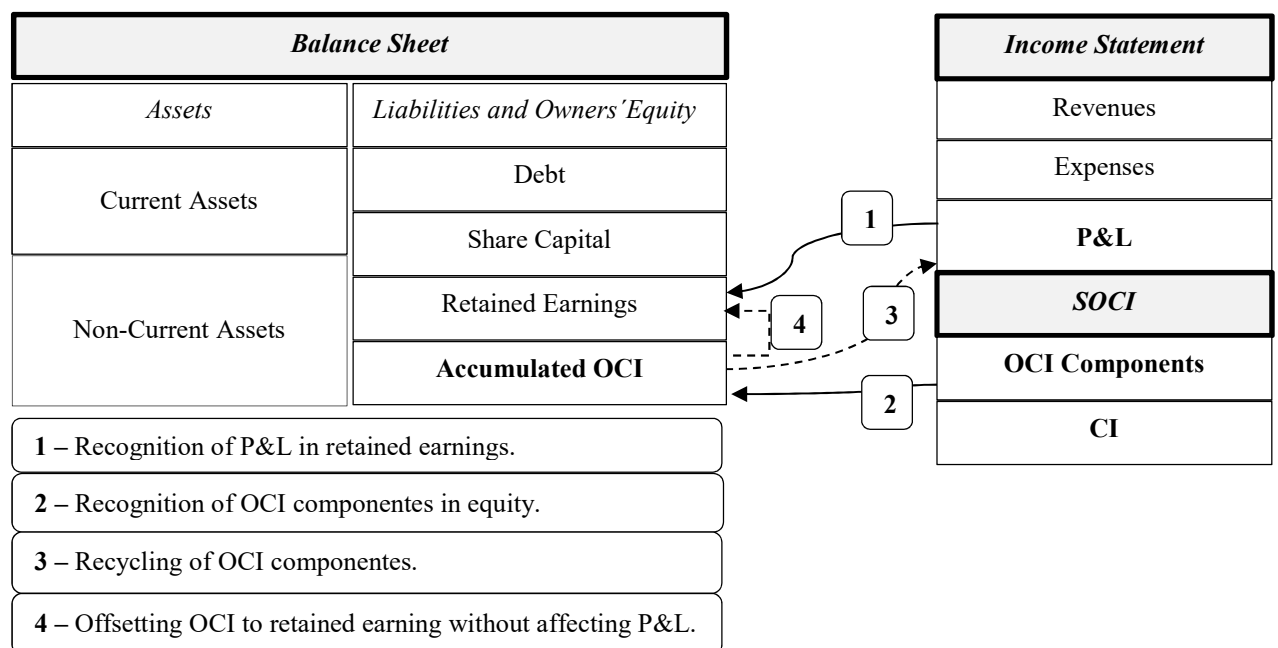 Balance Sheet
Assets
Liabilities and Owners´Equity
Current Assets
Non-Current Assets
Debt
Share Capital
Retained Earnings
Accumulated OCI
1
2
3
4
Income Statement
Revenues
Expenses
P&L
SOCI
OCI Components
CI
1 – Recognition of P&L in retained earnings.
2 – Recognition of OCI componentes in equity.
3 – Recycling of OCI componentes.
4 – Offsetting OCI to retained earning without affecting P&L.